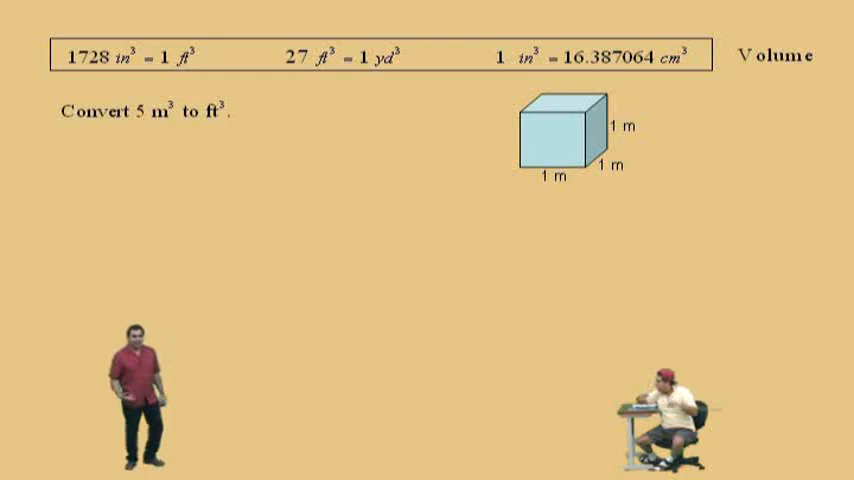 1728 in³ = 1 ft³ 27 ft³ = 1 yd³ 1 in³ = 16.387064 cm³ Volume
Convert 5 m³ to ft³.
1 m
1 m
1 m